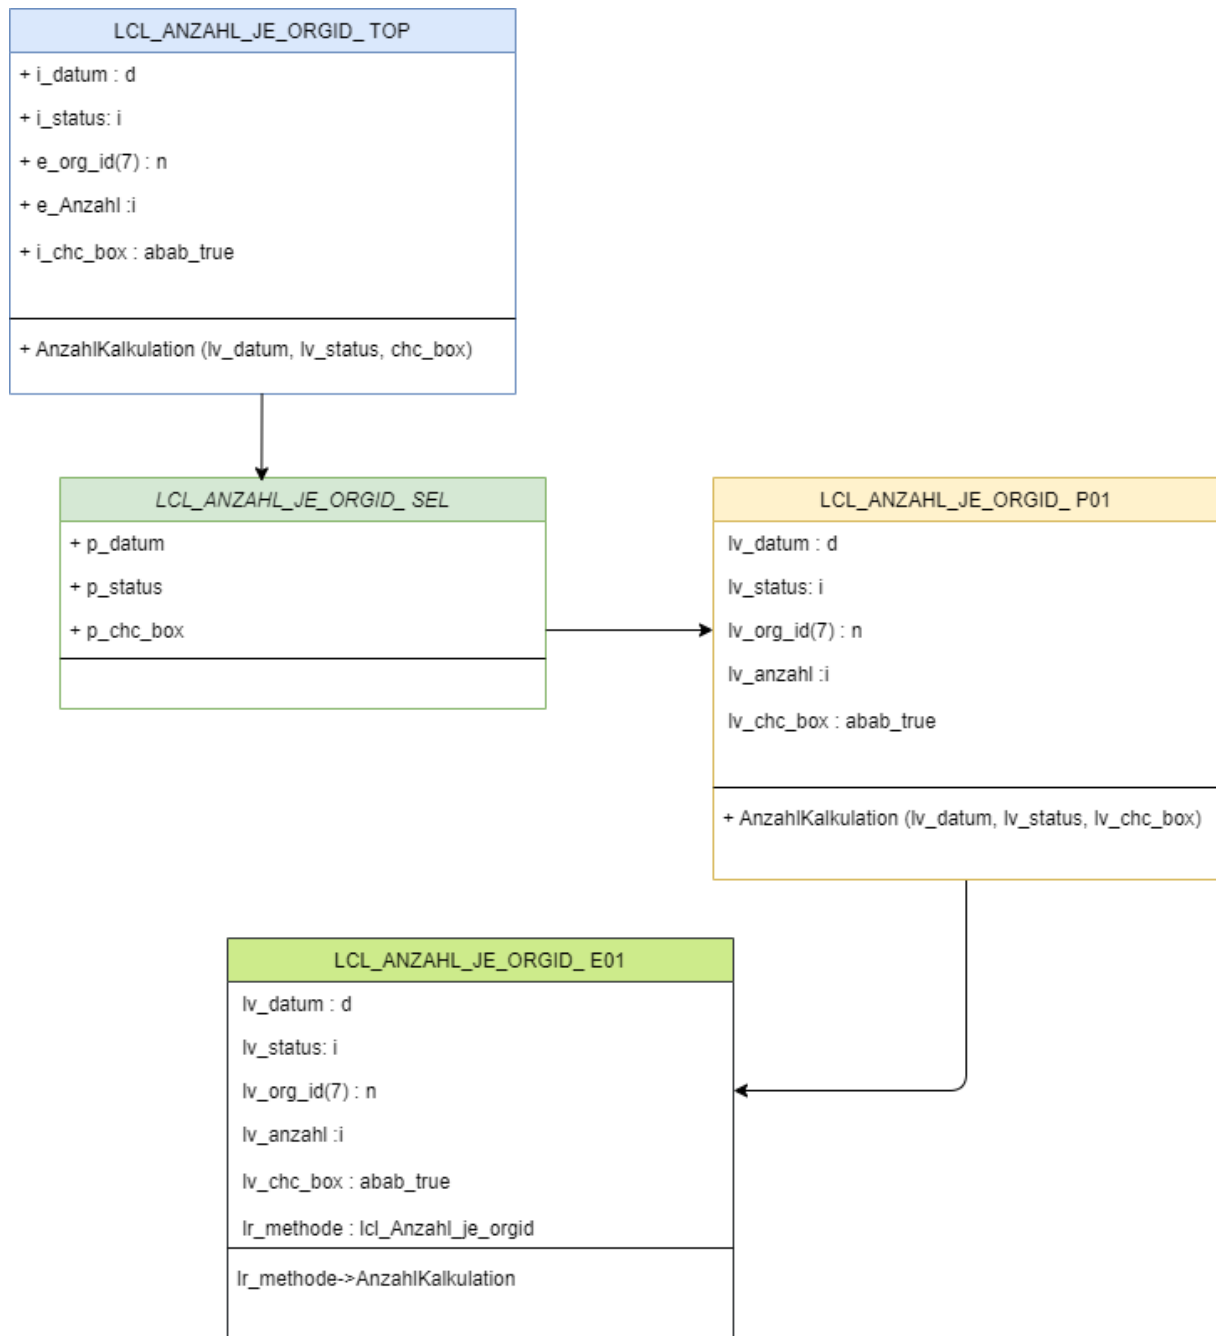 LCL_ANZAHL_JE_ORGID_ TOP
+ i_datum : d
+ i_status: i
+ e_org_id(7) : n
+ e_Anzahl :i
+ i_chc_box : abab_true
+ AnzahlKalkulation (lv_datum, lv_status, chc_box)
LCL_ANZAHL_JE_ORGID_ SEL
+ p_datum
+ p_status
+ p_chc_box
LCL_ANZAHL_JE_ORGID_ P01
lv_datum : d
lv_status: i
lv_org_id(7) : n
lv_anzahl :i
lv_chc_box : abab_true
+ AnzahlKalkulation (lv_datum, lv_status, lv_chc_box)
LCL_ANZAHL_JE_ORGID_ E01
lv_datum : d
lv_status: i
lv_org_id(7) : n
lv_anzahl :i
lv_chc_box : abab_true
lr_methode : lcl_Anzahl_je_orgid
lr_methode->AnzahlKalkulation